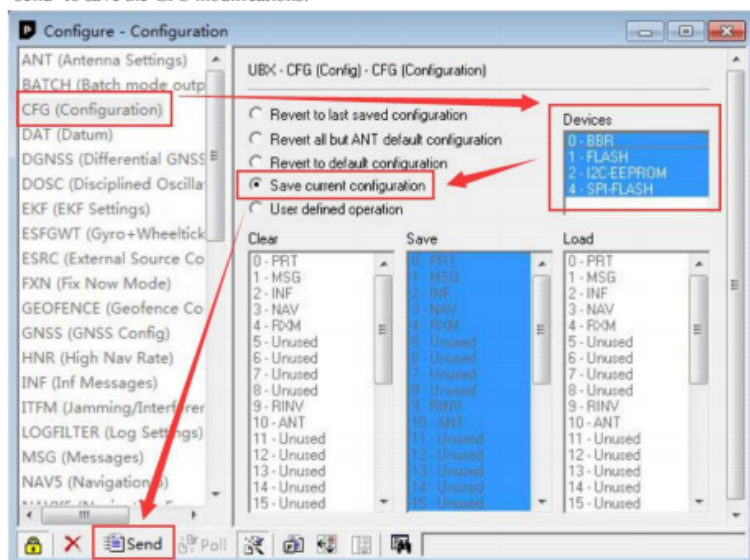 Configure - Configuration
ANT (Antenna Settings)
BATCH (Batch mode outp
CFG (Configuration)
DAT (Datum)
DGNSS (Differential GNSS
DOSC (Disciplined Oscilla
EKF (EKF Settings)
ESFGWT (Gyro+Wheeltick
ESRC (External Source Co
FXN (Fix Now Mode)
GEOFENCE (Geofence Co
GNSS (GNSS Config)
HNR (High Nav Rate)
INF (Inf Messages)
ITFM (Jamming/Interferer
LOGFILTER (Log Settings)
MSG (Messages)
NAV5 (Navigation 5)
UBX - CFG (Config) - CFG (Configuration)
Revert to last saved configuration
Revert all but ANT default configuration
Revert to default configuration
Save current configuration
User defined operation
Devices
0 - BBR
1 - FLASH
2 - I2C-EEPROM
4 - SPI-FLASH
Clear
0 - PRT
1 - MSG
2 - INF
3 - NAV
4 - RXM
5 - Unused
6 - Unused
7 - Unused
8 - Unused
9 - RINV
10 - ANT
11 - Unused
12 - Unused
13 - Unused
14 - Unused
15 - Unused
Save
0 - PRT
1 - MSG
2 - INF
3 - NAV
4 - RXM
5 - Unused
6 - Unused
7 - Unused
8 - Unused
9 - RINV
10 - ANT
11 - Unused
12 - Unused
13 - Unused
14 - Unused
15 - Unused
Load
0 - PRT
1 - MSG
2 - INF
3 - NAV
4 - RXM
5 - Unused
6 - Unused
7 - Unused
8 - Unused
9 - RINV
10 - ANT
11 - Unused
12 - Unused
13 - Unused
14 - Unused
15 - Unused
Send
Poll